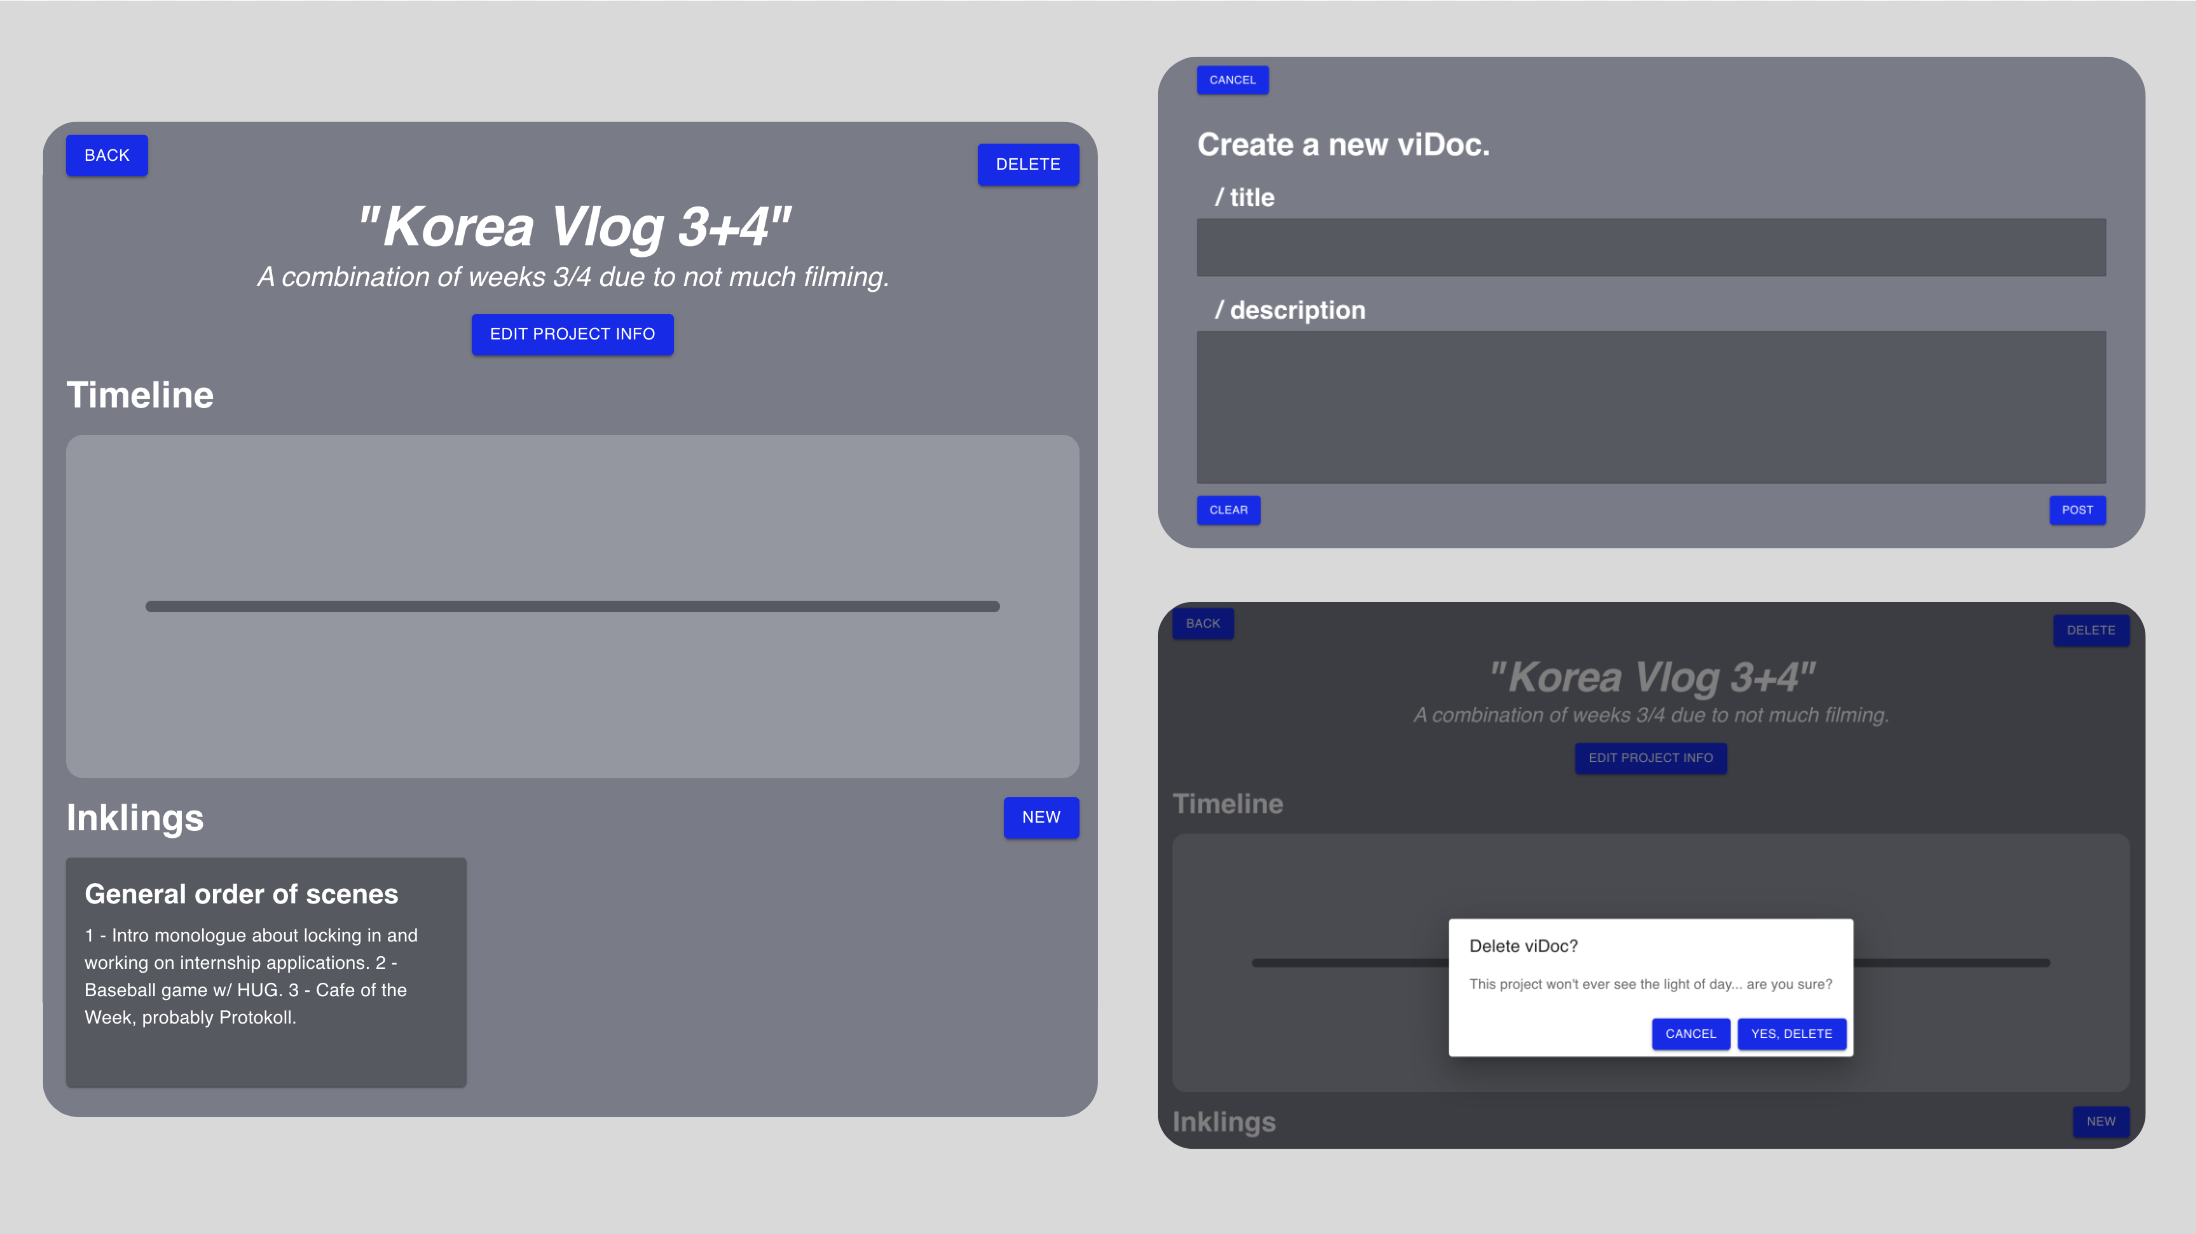 BACK
DELETE
"Korea Vlog 3+4"
A combination of weeks 3/4 due to not much filming.
EDIT PROJECT INFO
Timeline
Inklings
NEW
General order of scenes
1 - Intro monologue about locking in and
working on internship applications. 2 -
Baseball game w/ HUG. 3 - Cafe of the
Week, probably Protokoll.
CANCEL
Create a new viDoc.
/ title
/ description
CLEAR
POST
BACK
DELETE
"Korea Vlog 3+4"
A combination of weeks 3/4 due to not much filming.
EDIT PROJECT INFO
Timeline
Delete viDoc?
This project won't ever see the light of day... are you sure?
CANCEL
YES, DELETE
Inklings
NEW